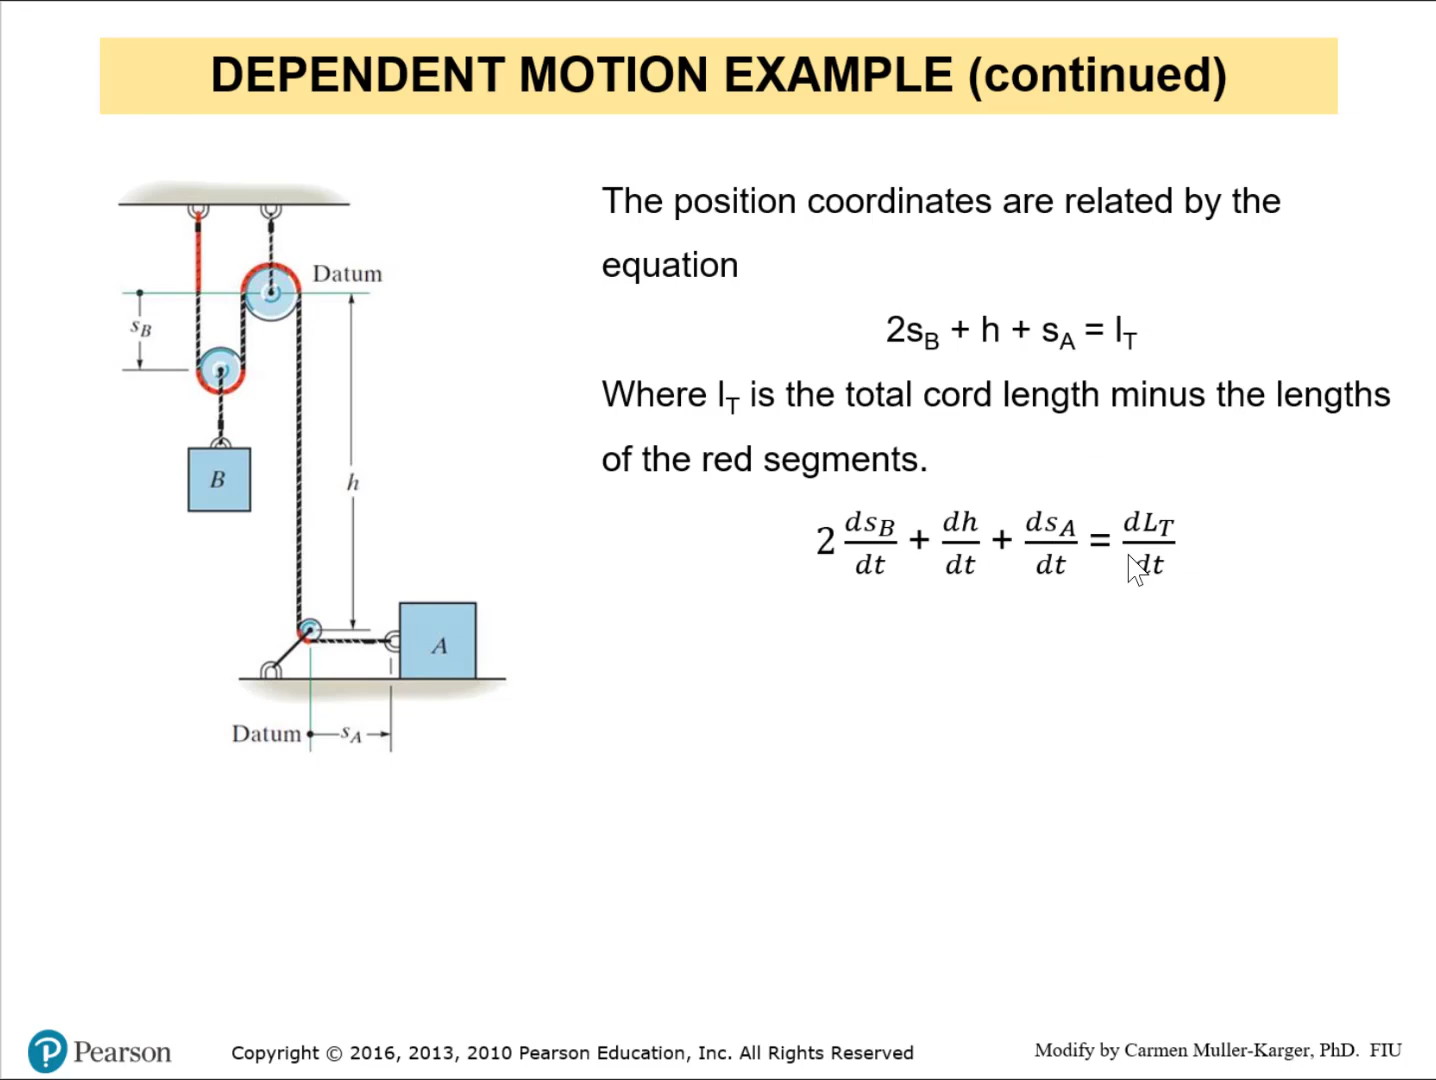 DEPENDENT MOTION EXAMPLE (continued)
The position coordinates are related by the
equation
2s_B + h + s_A = l_T
Where l_T is the total cord length minus the lengths
of the red segments.
2 ds_B/dt + dh/dt + ds_A/dt = dL_T/dt
Datum
s_B
B
h
A
Datum
s_A
Pearson
Copyright © 2016, 2013, 2010 Pearson Education, Inc. All Rights Reserved
Modify by Carmen Muller-Karger, PhD. FIU